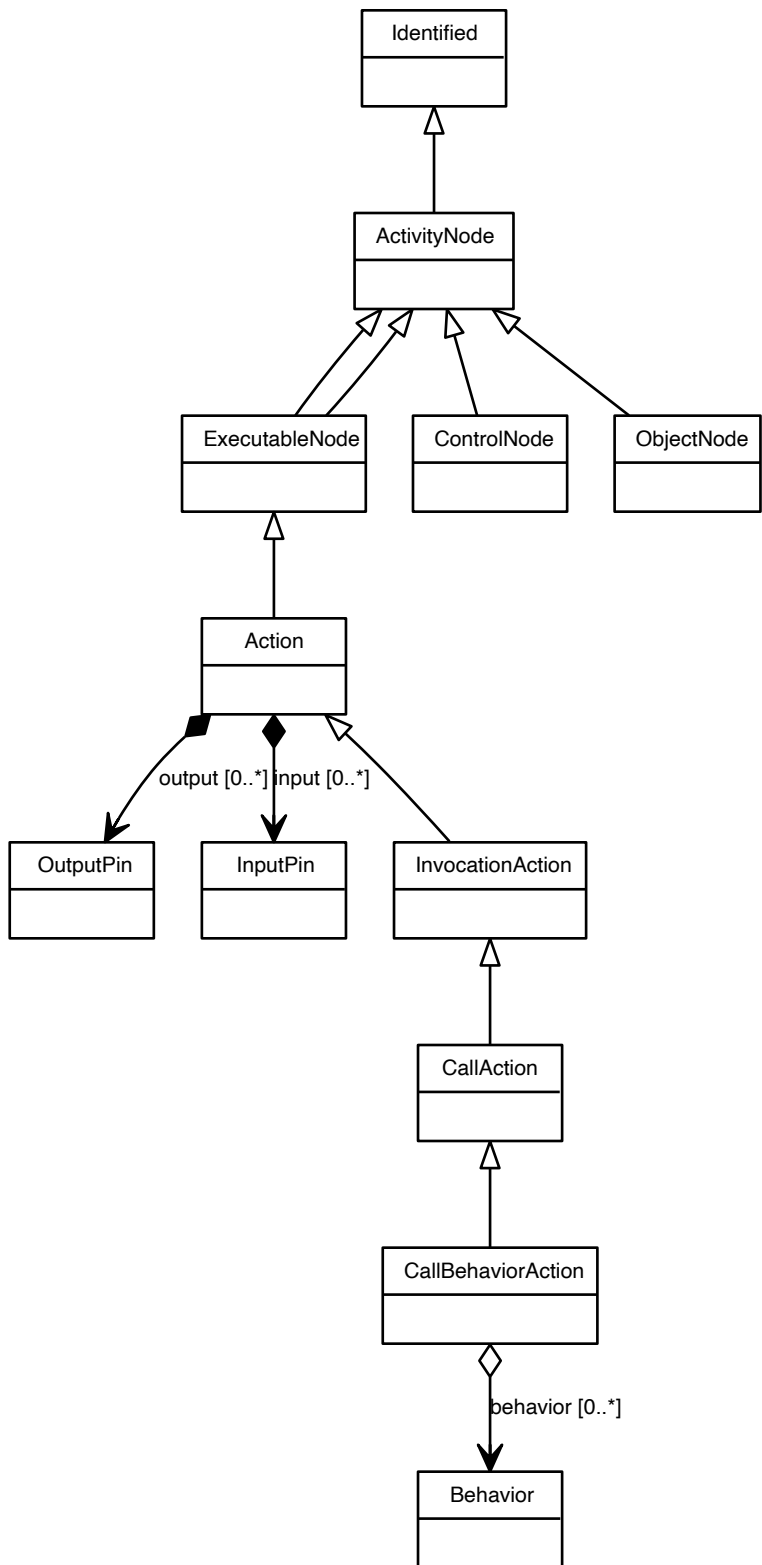 Identified
ActivityNode
ExecutableNode
ControlNode
ObjectNode
Action
output [0..*]
input [0..*]
OutputPin
InputPin
InvocationAction
CallAction
CallBehaviorAction
behavior [0..*]
Behavior